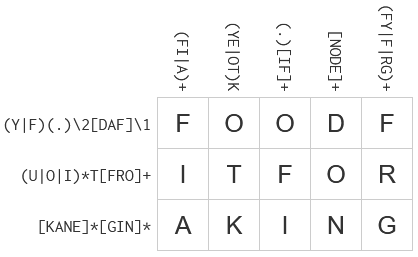 (FI|A)+
(YE|OT)K
(.)[IF]+
[NODE]+
(FY|F|RG)+
(Y|F)(.)\2[DAF]\1 F O O D F
(U|O|I)*T[FRO]+ I T F O R
[KANE]*[GIN]* A K I N G